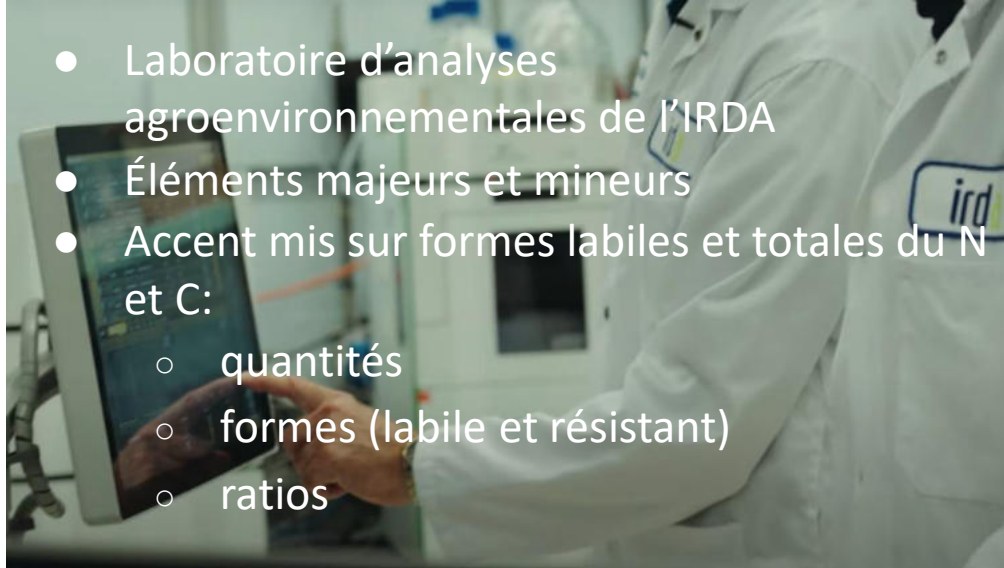 ● Laboratoire d’analyses
agroenvironnementales de l’IRDA
● Éléments majeurs et mineurs
● Accent mis sur formes labiles et totales du N
et C:
○ quantités
○ formes (labile et résistant)
○ ratios
ird